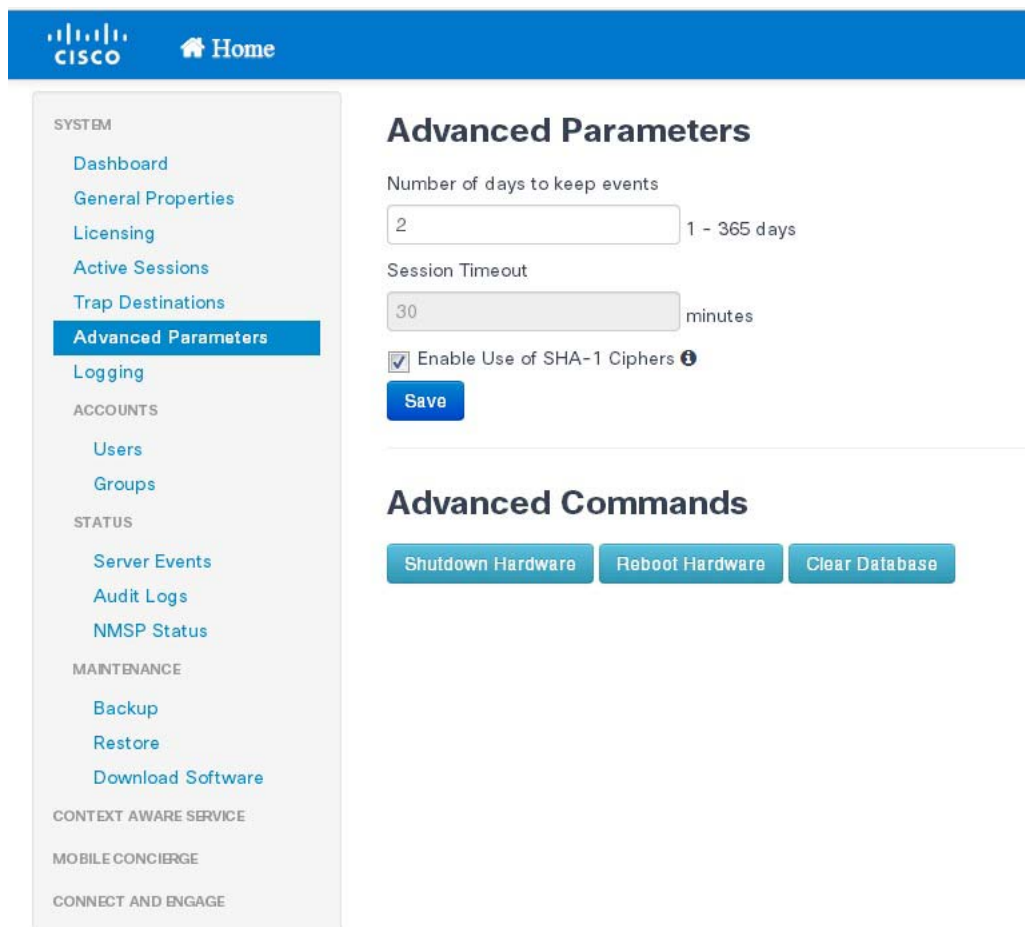 CISCO
Home
SYSTEM
Dashboard
General Properties
Licensing
Active Sessions
Trap Destinations
Advanced Parameters
Logging
ACCOUNTS
Users
Groups
STATUS
Server Events
Audit Logs
NMSP Status
MAINTENANCE
Backup
Restore
Download Software
CONTEXT AWARE SERVICE
MOBILE CONCIERGE
CONNECT AND ENGAGE
Advanced Parameters
Number of days to keep events
2 1 - 365 days
Session Timeout
30 minutes
Enable Use of SHA-1 Ciphers
Save
Advanced Commands
Shutdown Hardware Reboot Hardware Clear Database